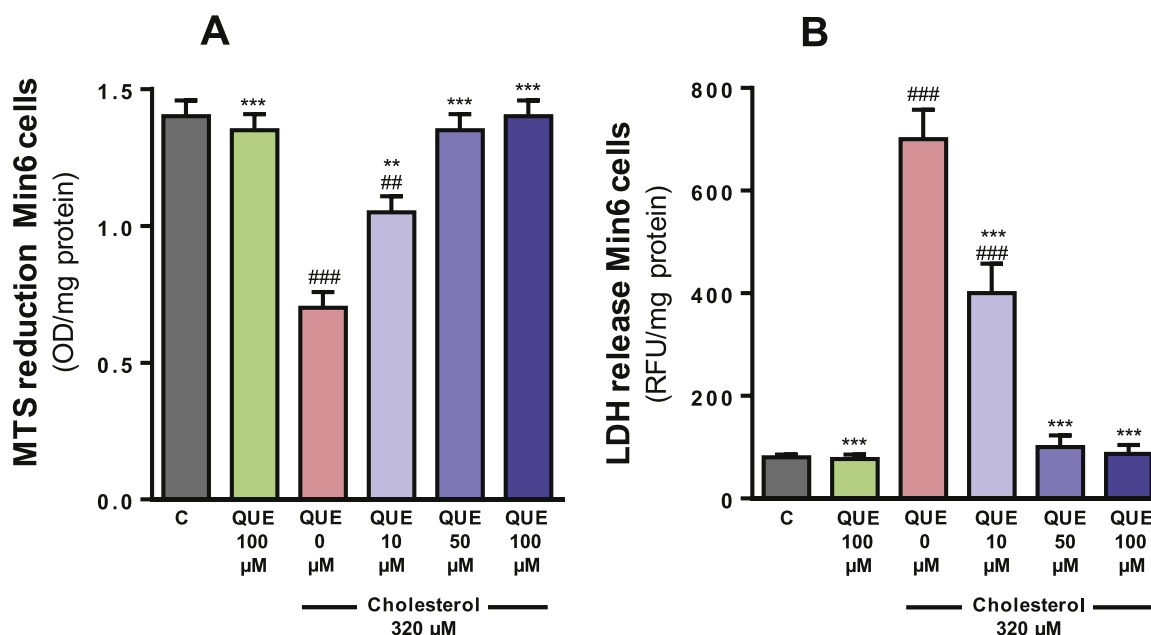 A
MTS reduction Min6 cells
(OD/mg protein)
1.5
1.0
0.5
0.0
***
###
**
##
***
***
C QUE QUE QUE QUE QUE
100 0 10 50 100
µM µM µM µM µM
Cholesterol
320 µM
B
LDH release Min6 cells
(RFU/mg protein)
800
600
400
200
0
***
###
***
###
***
***
C QUE QUE QUE QUE QUE
100 0 10 50 100
µM µM µM µM µM
Cholesterol
320 µM